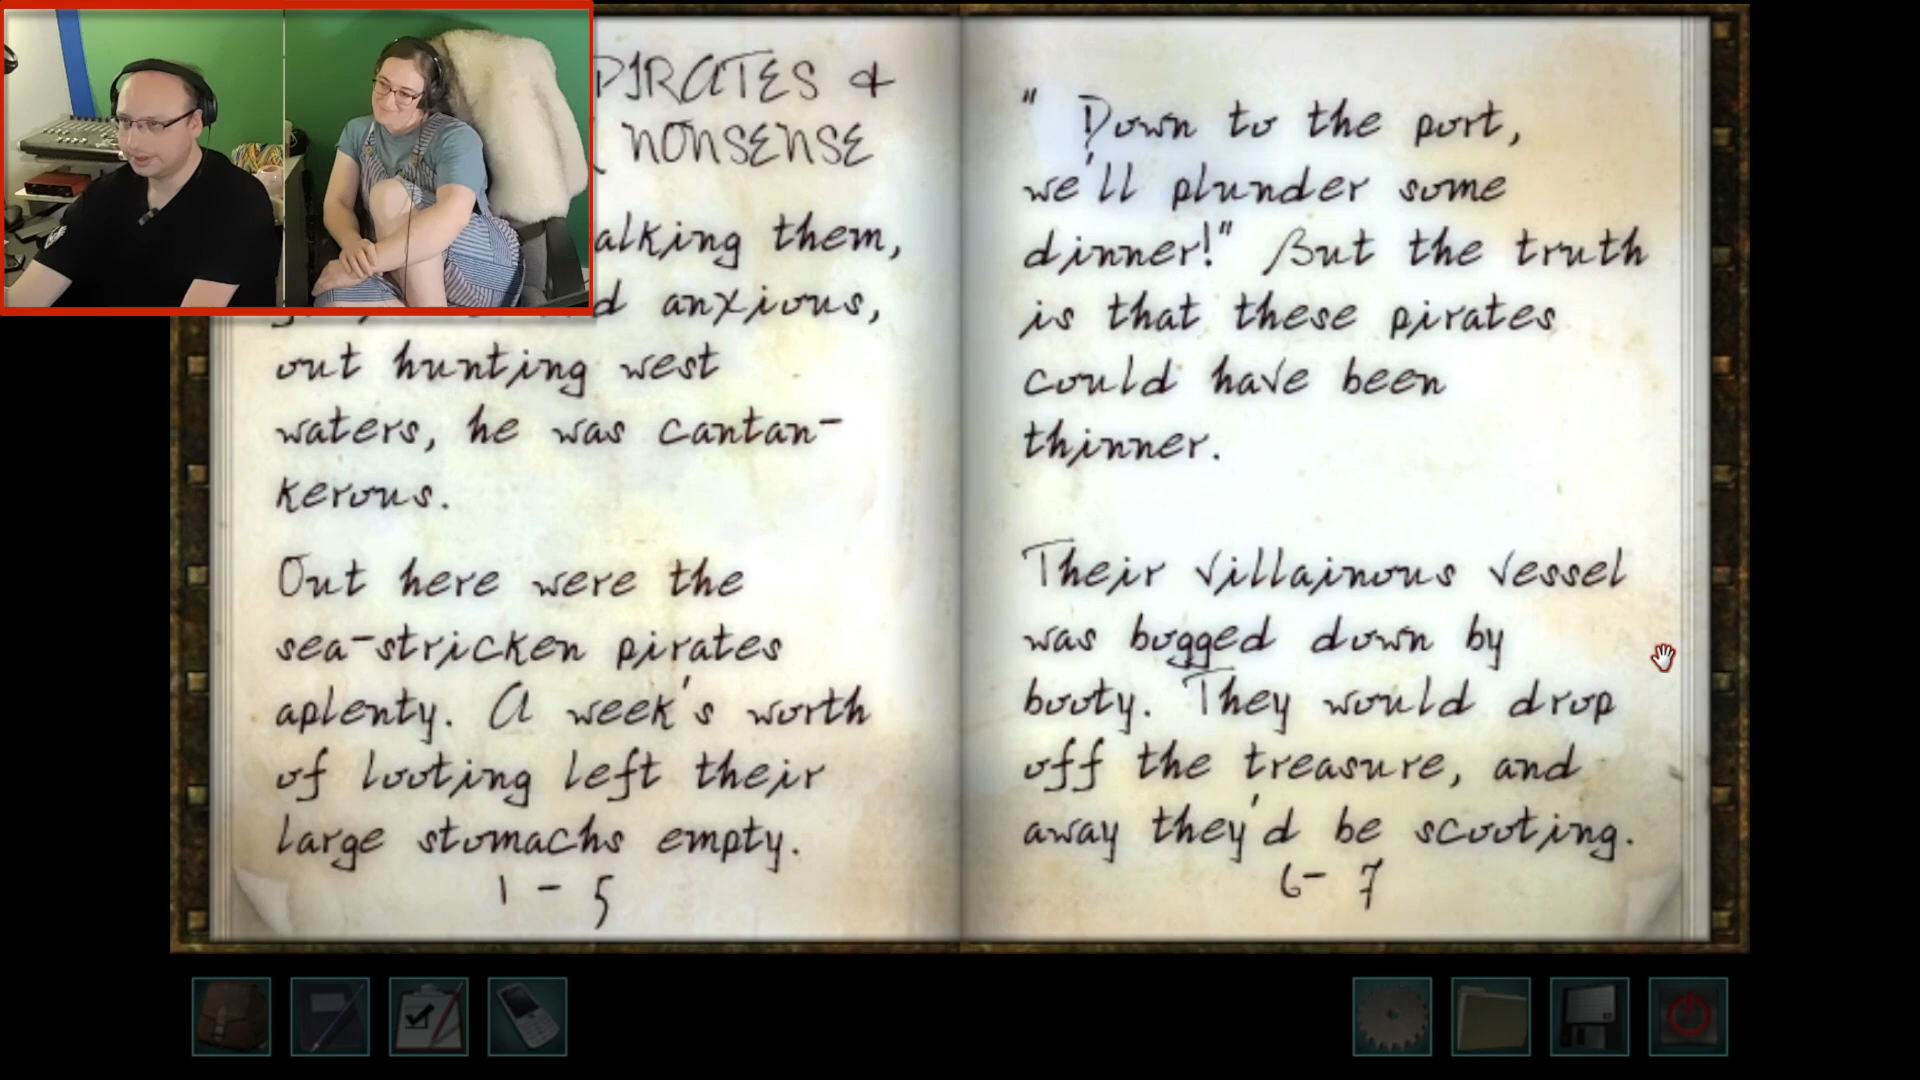 PIRATES &
NONSENSE
alking them,
anxious,
out hunting west
waters, he was cantan-
kerous.
Out here were the
sea-stricken pirates
aplenty. A week's worth
of looting left their
large stomachs empty.
1 - 5
" Down to the port,
we'll plunder some
dinner!" But the truth
is that these pirates
could have been
thinner.
Their villainous vessel
was bogged down by
booty. They would drop
off the treasure, and
away they'd be scooting.
6- 7